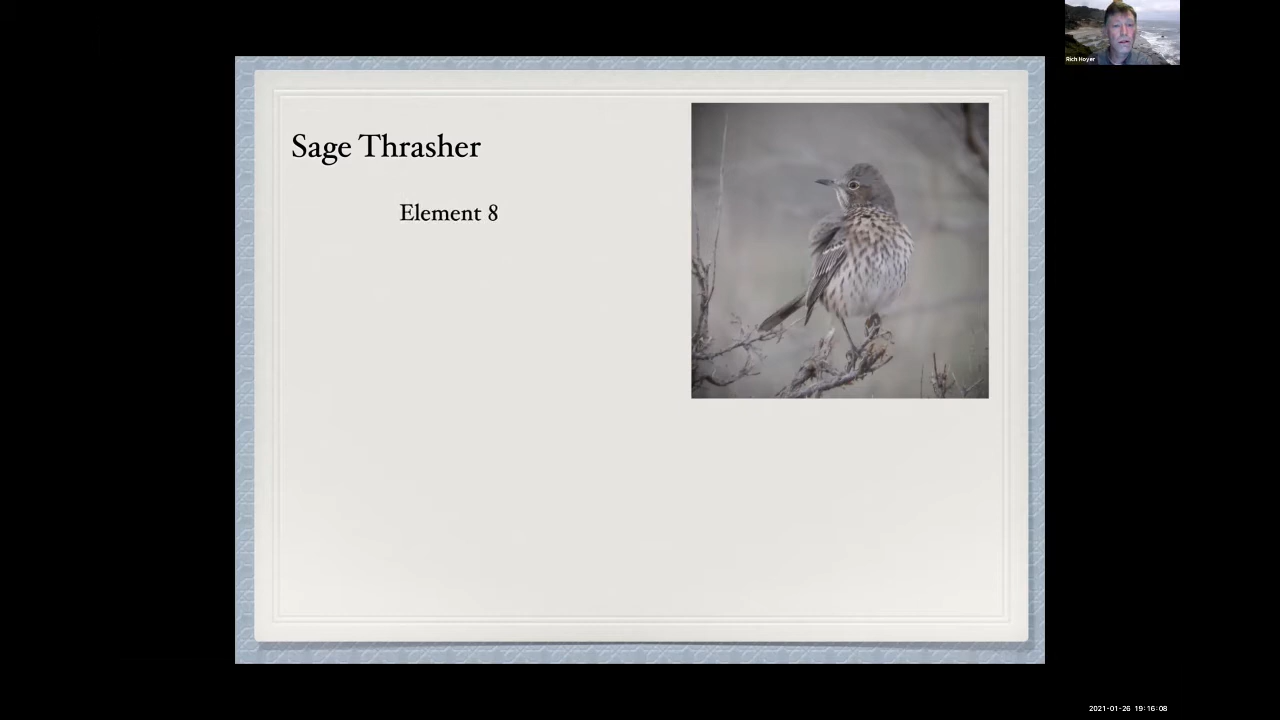 Rich Hoyer
Sage Thrasher
Element 8
2021-01-26 19:16:08